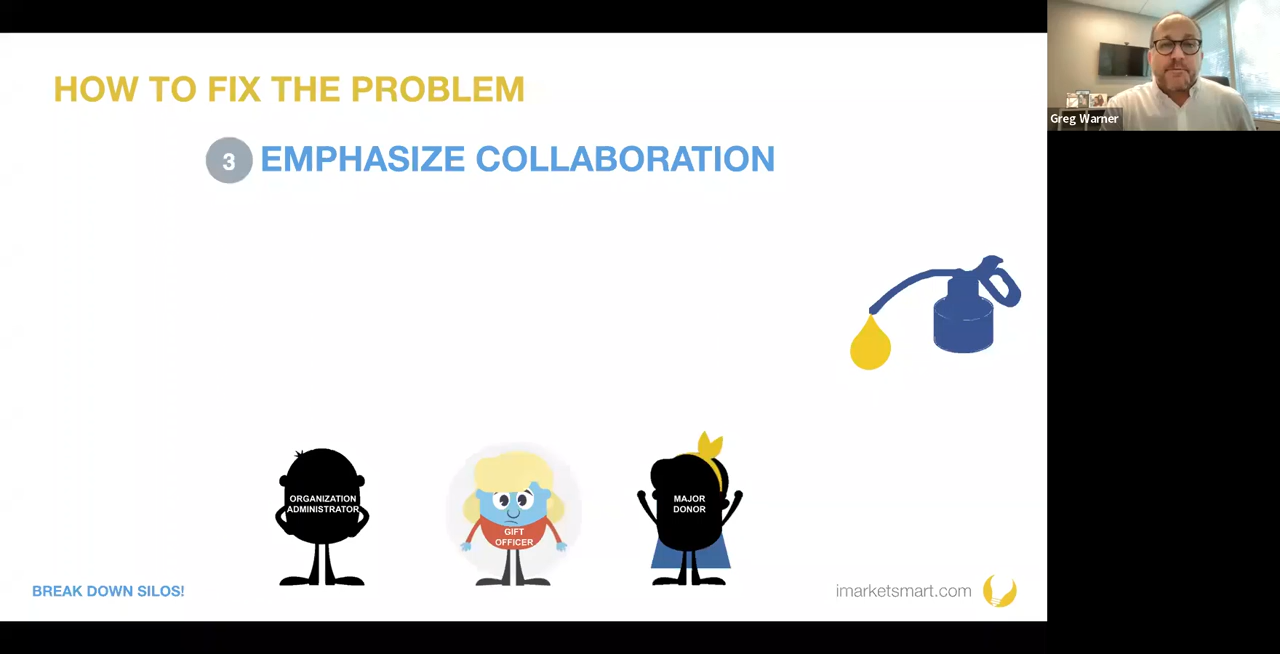 HOW TO FIX THE PROBLEM
3 EMPHASIZE COLLABORATION
Greg Warner
ORGANIZATION
ADMINISTRATOR
GIFT
OFFICER
MAJOR
DONOR
BREAK DOWN SILOS!
imarketsmart.com